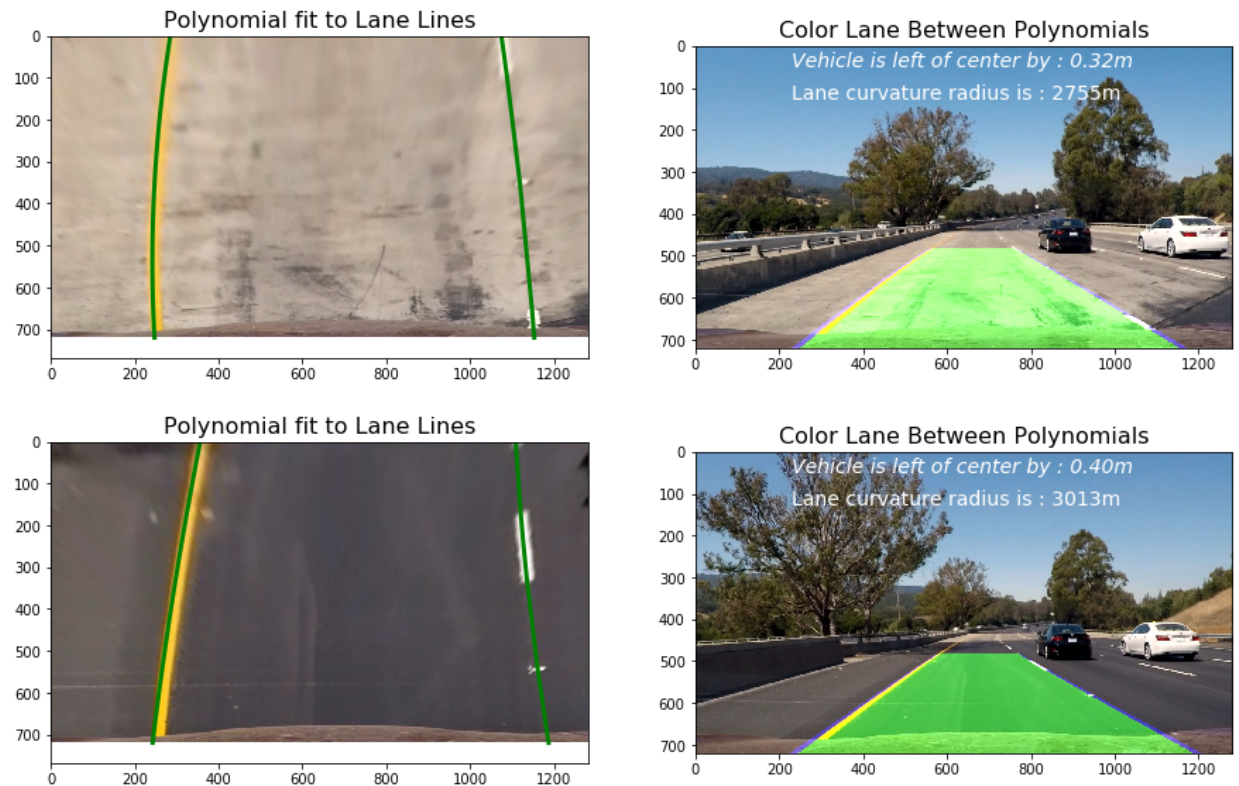 Polynomial fit to Lane Lines
0
100
200
300
400
500
600
700
0 200 400 600 800 1000 1200
Color Lane Between Polynomials
Vehicle is left of center by : 0.32m
Lane curvature radius is : 2755m
0
100
200
300
400
500
600
700
0 200 400 600 800 1000 1200
Polynomial fit to Lane Lines
0
100
200
300
400
500
600
700
0 200 400 600 800 1000 1200
Color Lane Between Polynomials
Vehicle is left of center by : 0.40m
Lane curvature radius is : 3013m
0
100
200
300
400
500
600
700
0 200 400 600 800 1000 1200